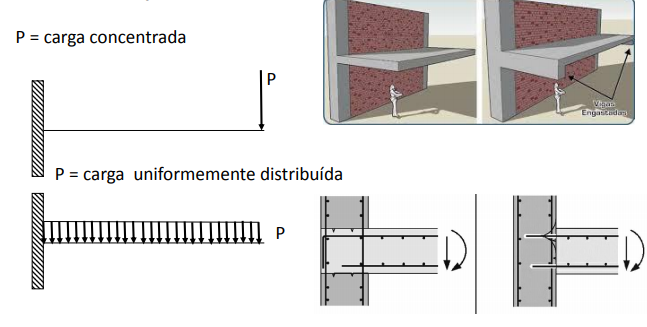 P = carga concentrada
P
P = carga uniformemente distribuída
P
Vigas
Engastadas